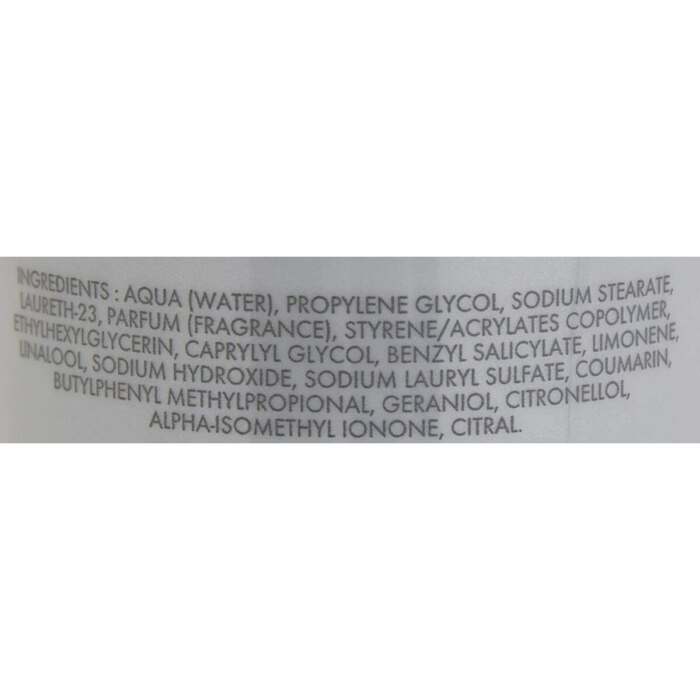 INGREDIENTS : AQUA (WATER), PROPYLENE GLYCOL, SODIUM STEARATE,
LAURETH-23, PARFUM (FRAGRANCE), STYRENE/ACRYLATES COPOLYMER,
ETHYLHEXYLGLYCERIN, CAPRYLYL GLYCOL, BENZYL SALICYLATE, LIMONENE,
LINALOOL, SODIUM HYDROXIDE, SODIUM LAURYL SULFATE, COUMARIN,
BUTYLPHENYL METHYLPROPIONAL, GERANIOL, CITRONELLOL,
ALPHA-ISOMETHYL IONONE, CITRAL.